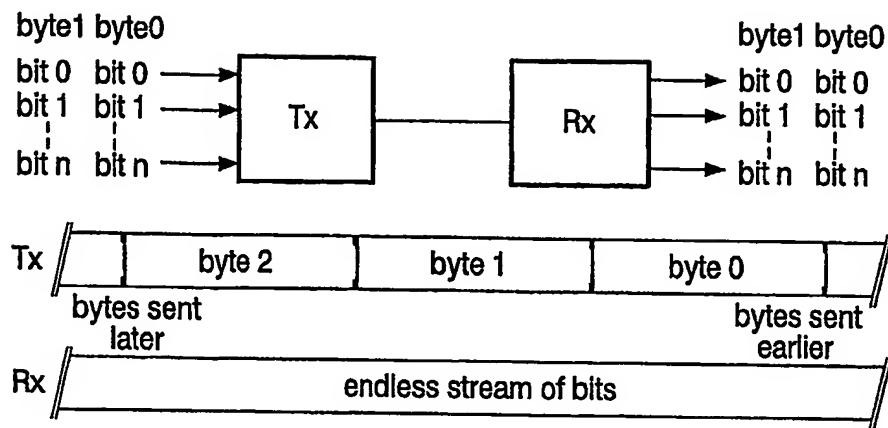 byte1 byte0
bit 0 bit 0
bit 1 bit 1
bit n bit n
Tx
Rx
byte1 byte0
bit 0 bit 0
bit 1 bit 1
bit n bit n
Tx
byte 2
byte 1
byte 0
bytes sent
later
bytes sent
earlier
Rx
endless stream of bits